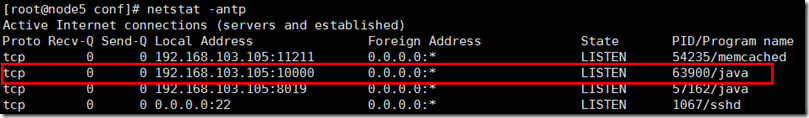 [root@node5 conf]# netstat -antp
Active Internet connections (servers and established)
Proto Recv-Q Send-Q Local Address Foreign Address State PID/Program name
tcp 0 0 192.168.103.105:11211 0.0.0.0:* LISTEN 54235/memcached
tcp 0 0 192.168.103.105:10000 0.0.0.0:* LISTEN 63900/java
tcp 0 0 192.168.103.105:8019 0.0.0.0:* LISTEN 57162/java
tcp 0 0 0.0.0.0:22 0.0.0.0:* LISTEN 1067/sshd